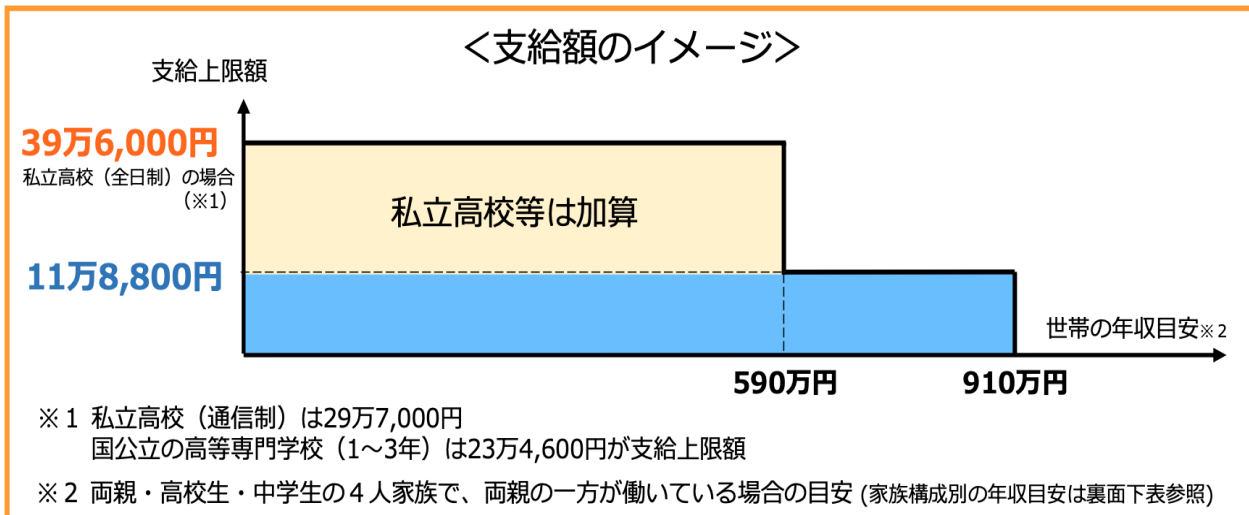 ＜支給額のイメージ＞
支給上限額
39万6,000円
私立高校（全日制）の場合
（※1）
私立高校等は加算
11万8,800円
世帯の年収目安※2
590万円
910万円
※１ 私立高校（通信制）は29万7,000円
国公立の高等専門学校（1～3年）は23万4,600円が支給上限額
※２ 両親・高校生・中学生の４人家族で、両親の一方が働いている場合の目安 (家族構成別の年収目安は裏面下表参照)